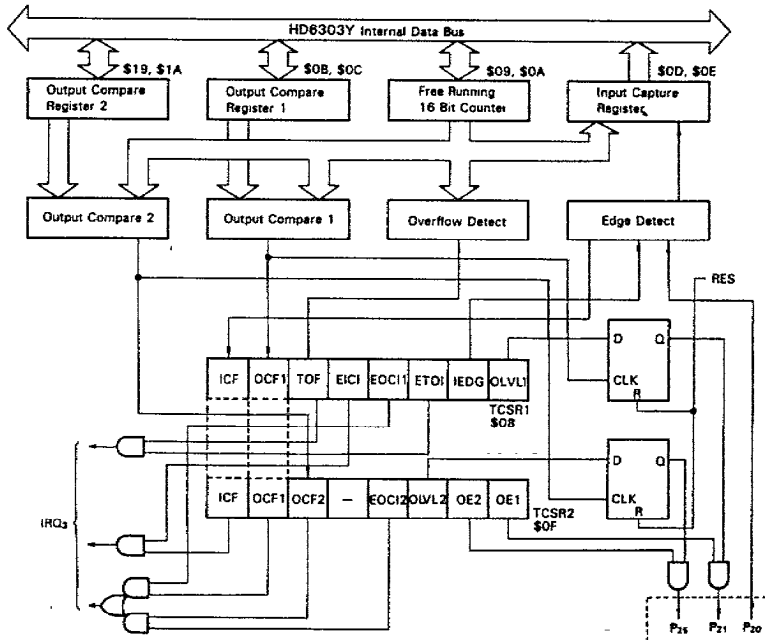 HD6303Y Internal Data Bus
$19, $1A
$0B, $0C
$09, $0A
$0D, $0E
Output Compare
Register 2
Output Compare
Register 1
Free Running
16 Bit Counter
Input Capture
Register
Output Compare 2
Output Compare 1
Overflow Detect
Edge Detect
RES
D Q
CLK
R
ICF OCF1 TOF EICI EOCI1 ETOI IEDG OLVL1
TCSR1
$08
D Q
CLK
R
ICF OCF1 OCF2 — EOCI2 OLVL2 OE2 OE1
TCSR2
$0F
IRQ3
P25 P21 P20